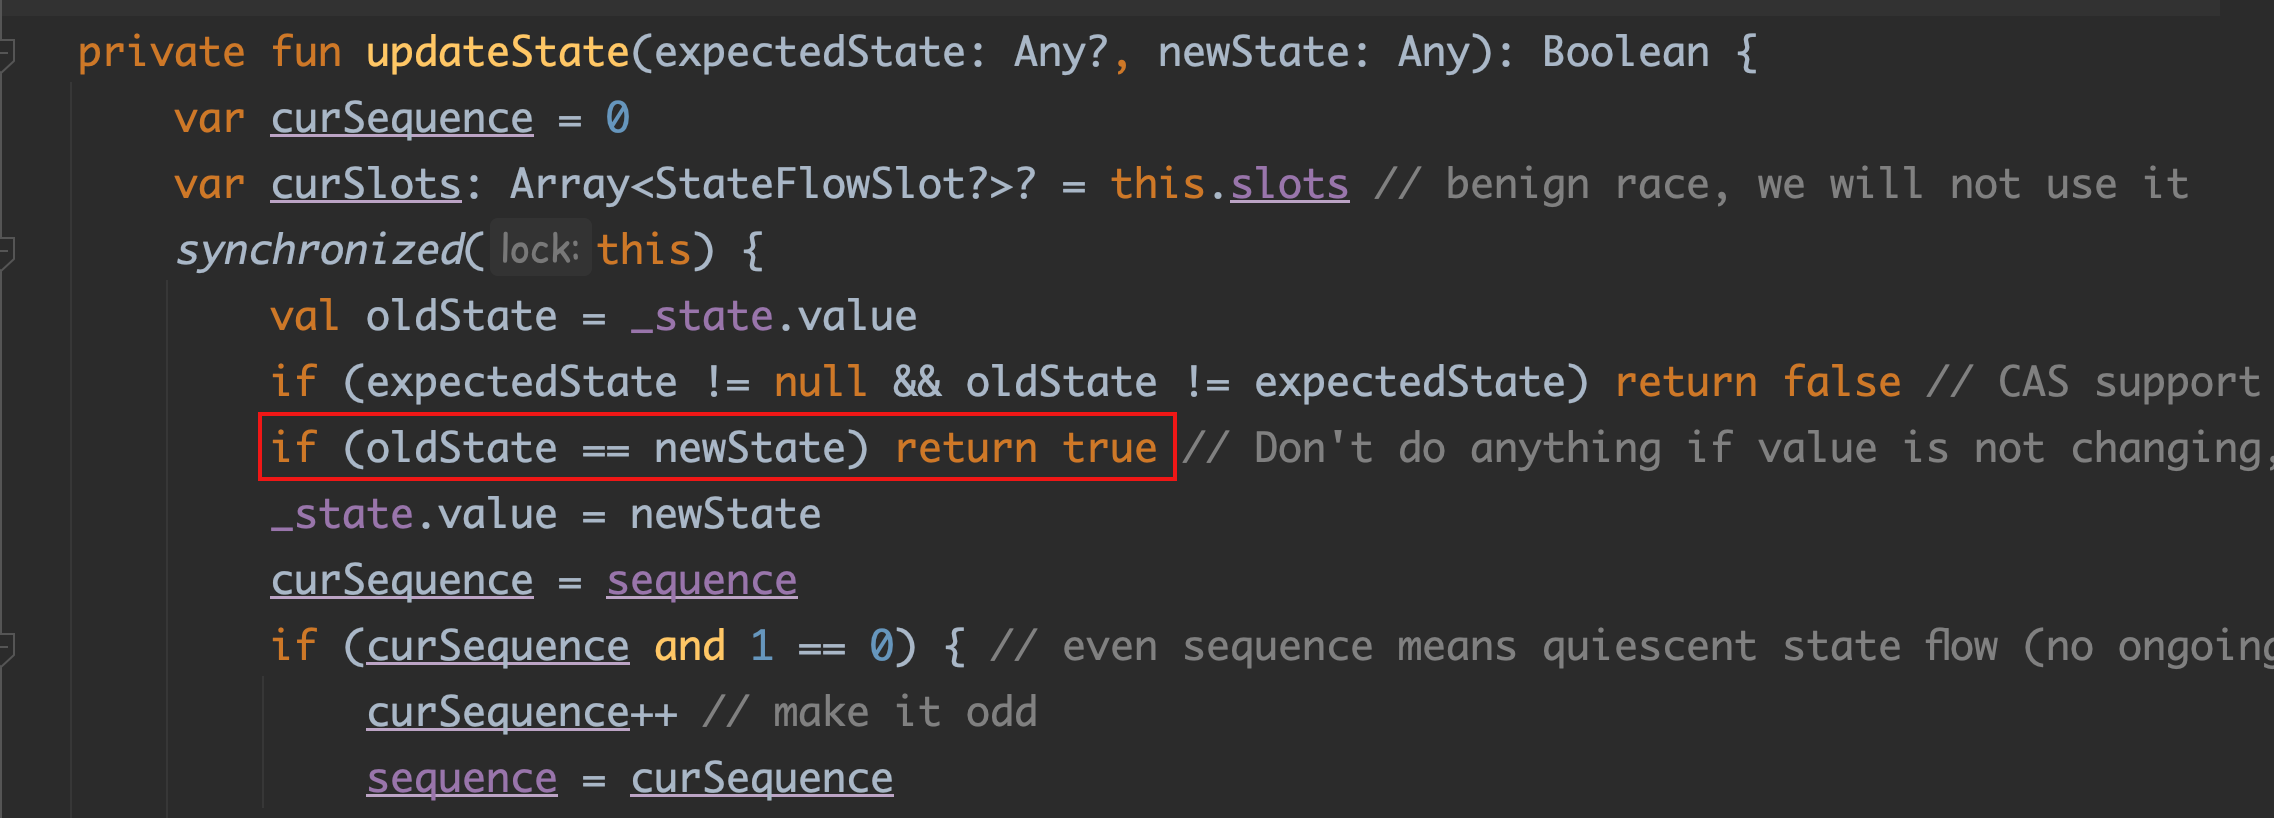 private fun updateState(expectedState: Any?, newState: Any): Boolean {
var curSequence = 0
var curSlots: Array<StateFlowSlot?>? = this.slots // benign race, we will not use it
synchronized( lock: this) {
val oldState = _state.value
if (expectedState != null && oldState != expectedState) return false // CAS support
if (oldState == newState) return true // Don't do anything if value is not changing,
_state.value = newState
curSequence = sequence
if (curSequence and 1 == 0) { // even sequence means quiescent state flow (no ongoing
curSequence++ // make it odd
sequence = curSequence